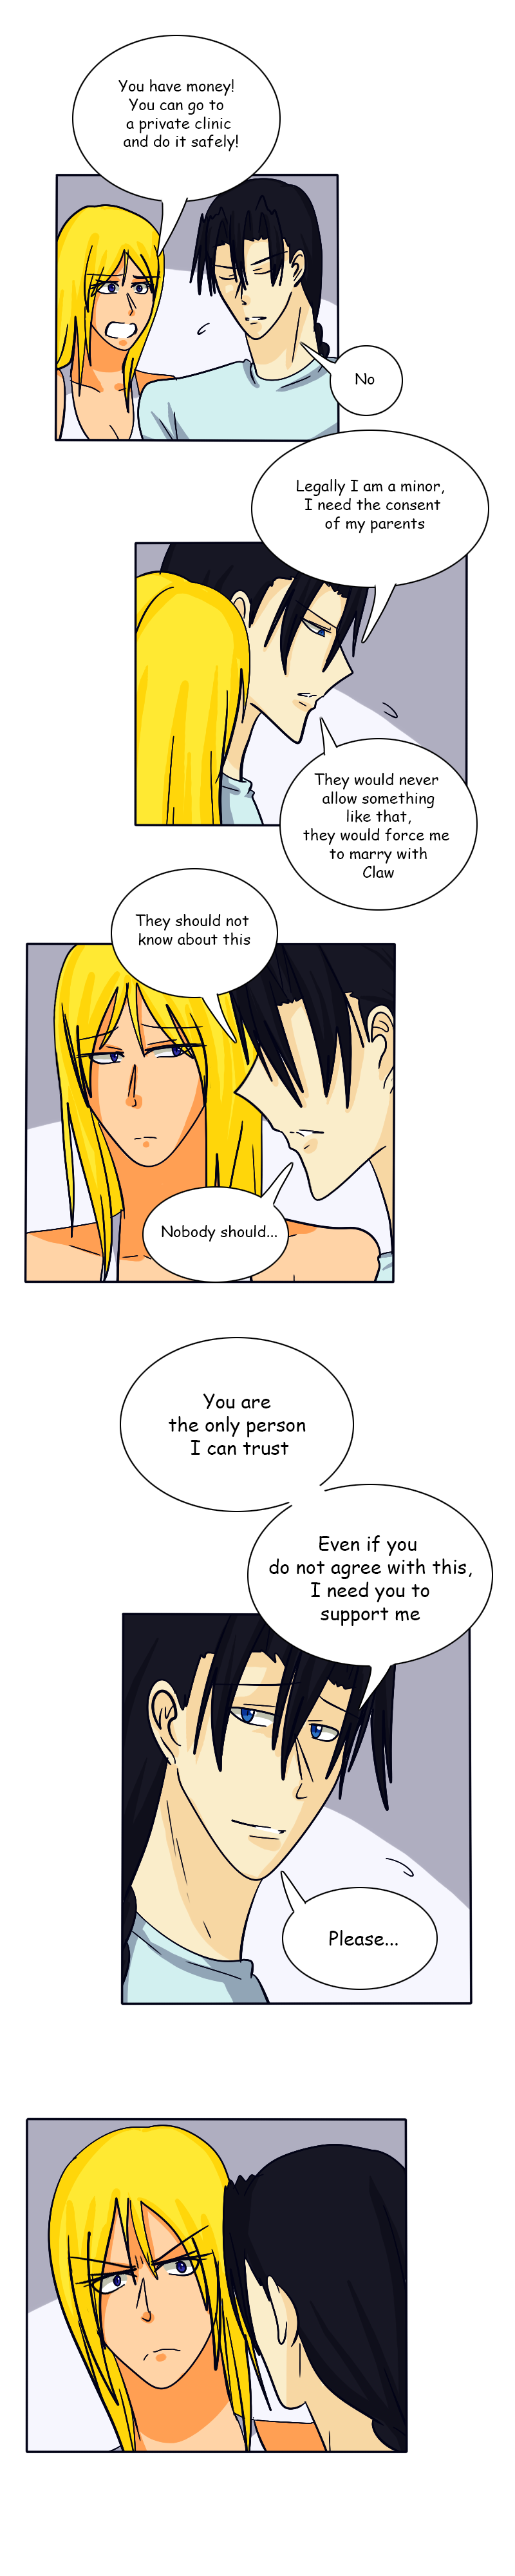 You have money!
You can go to
a private clinic
and do it safely!
No
Legally I am a minor,
I need the consent
of my parents
They would never
allow something
like that,
they would force me
to marry with
Claw
They should not
know about this
Nobody should...
You are
the only person
I can trust
Even if you
do not agree with this,
I need you to
support me
Please...